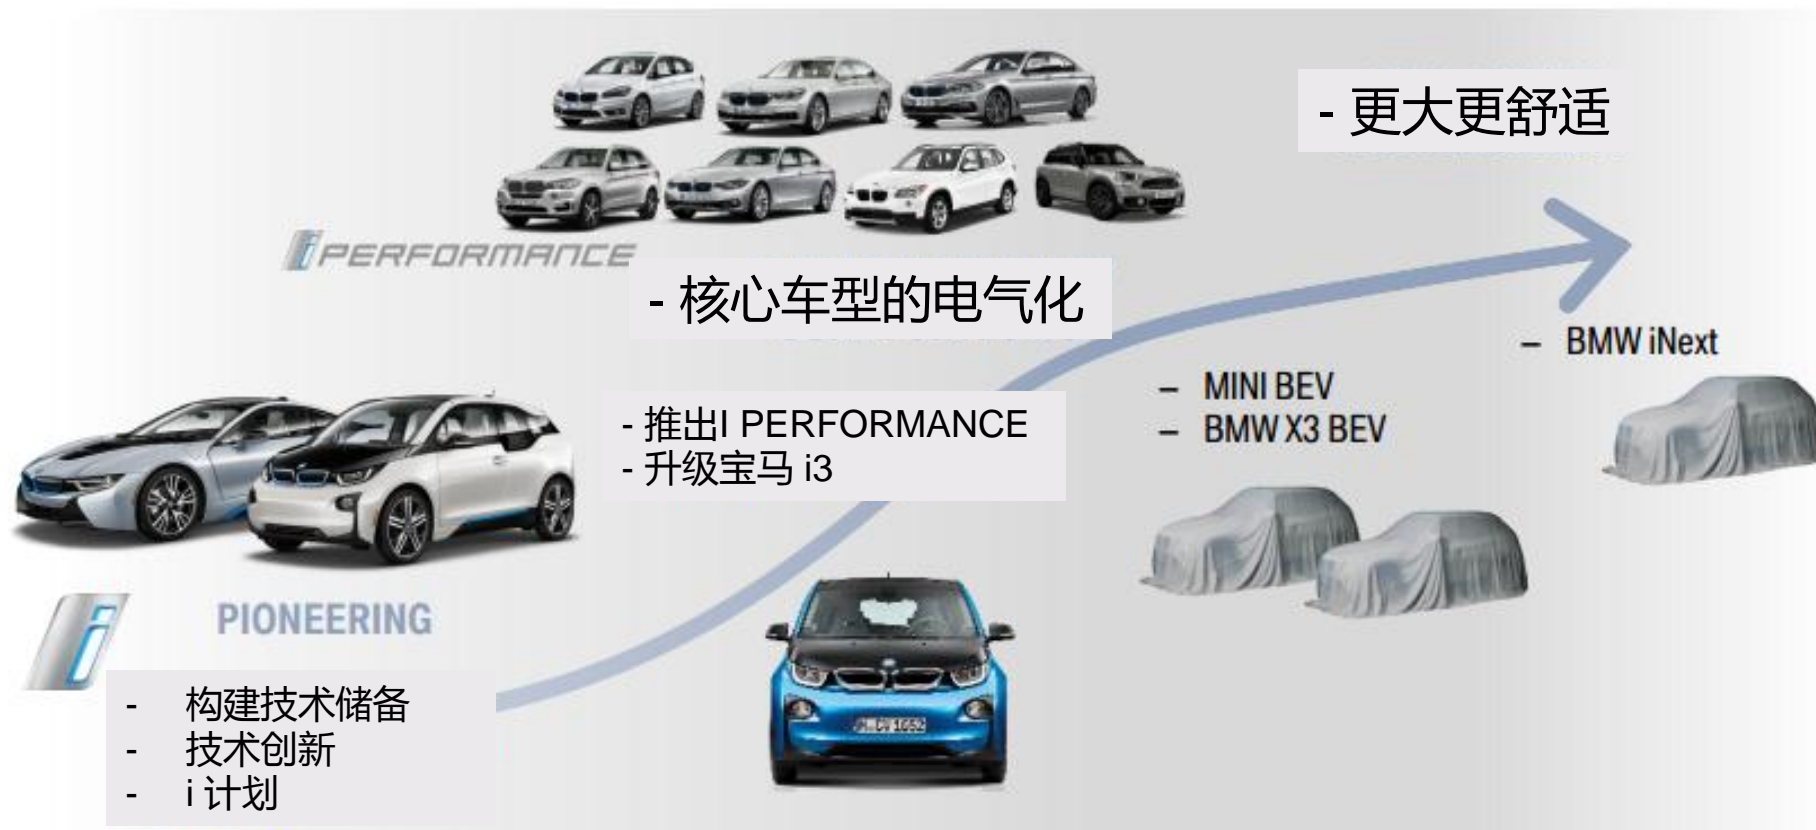 - 更大更舒适
i PERFORMANCE
- 核心车型的电气化
– BMW iNext
– MINI BEV
– BMW X3 BEV
- 推出I PERFORMANCE
- 升级宝马 i3
i
PIONEERING
- 构建技术储备
- 技术创新
- i 计划